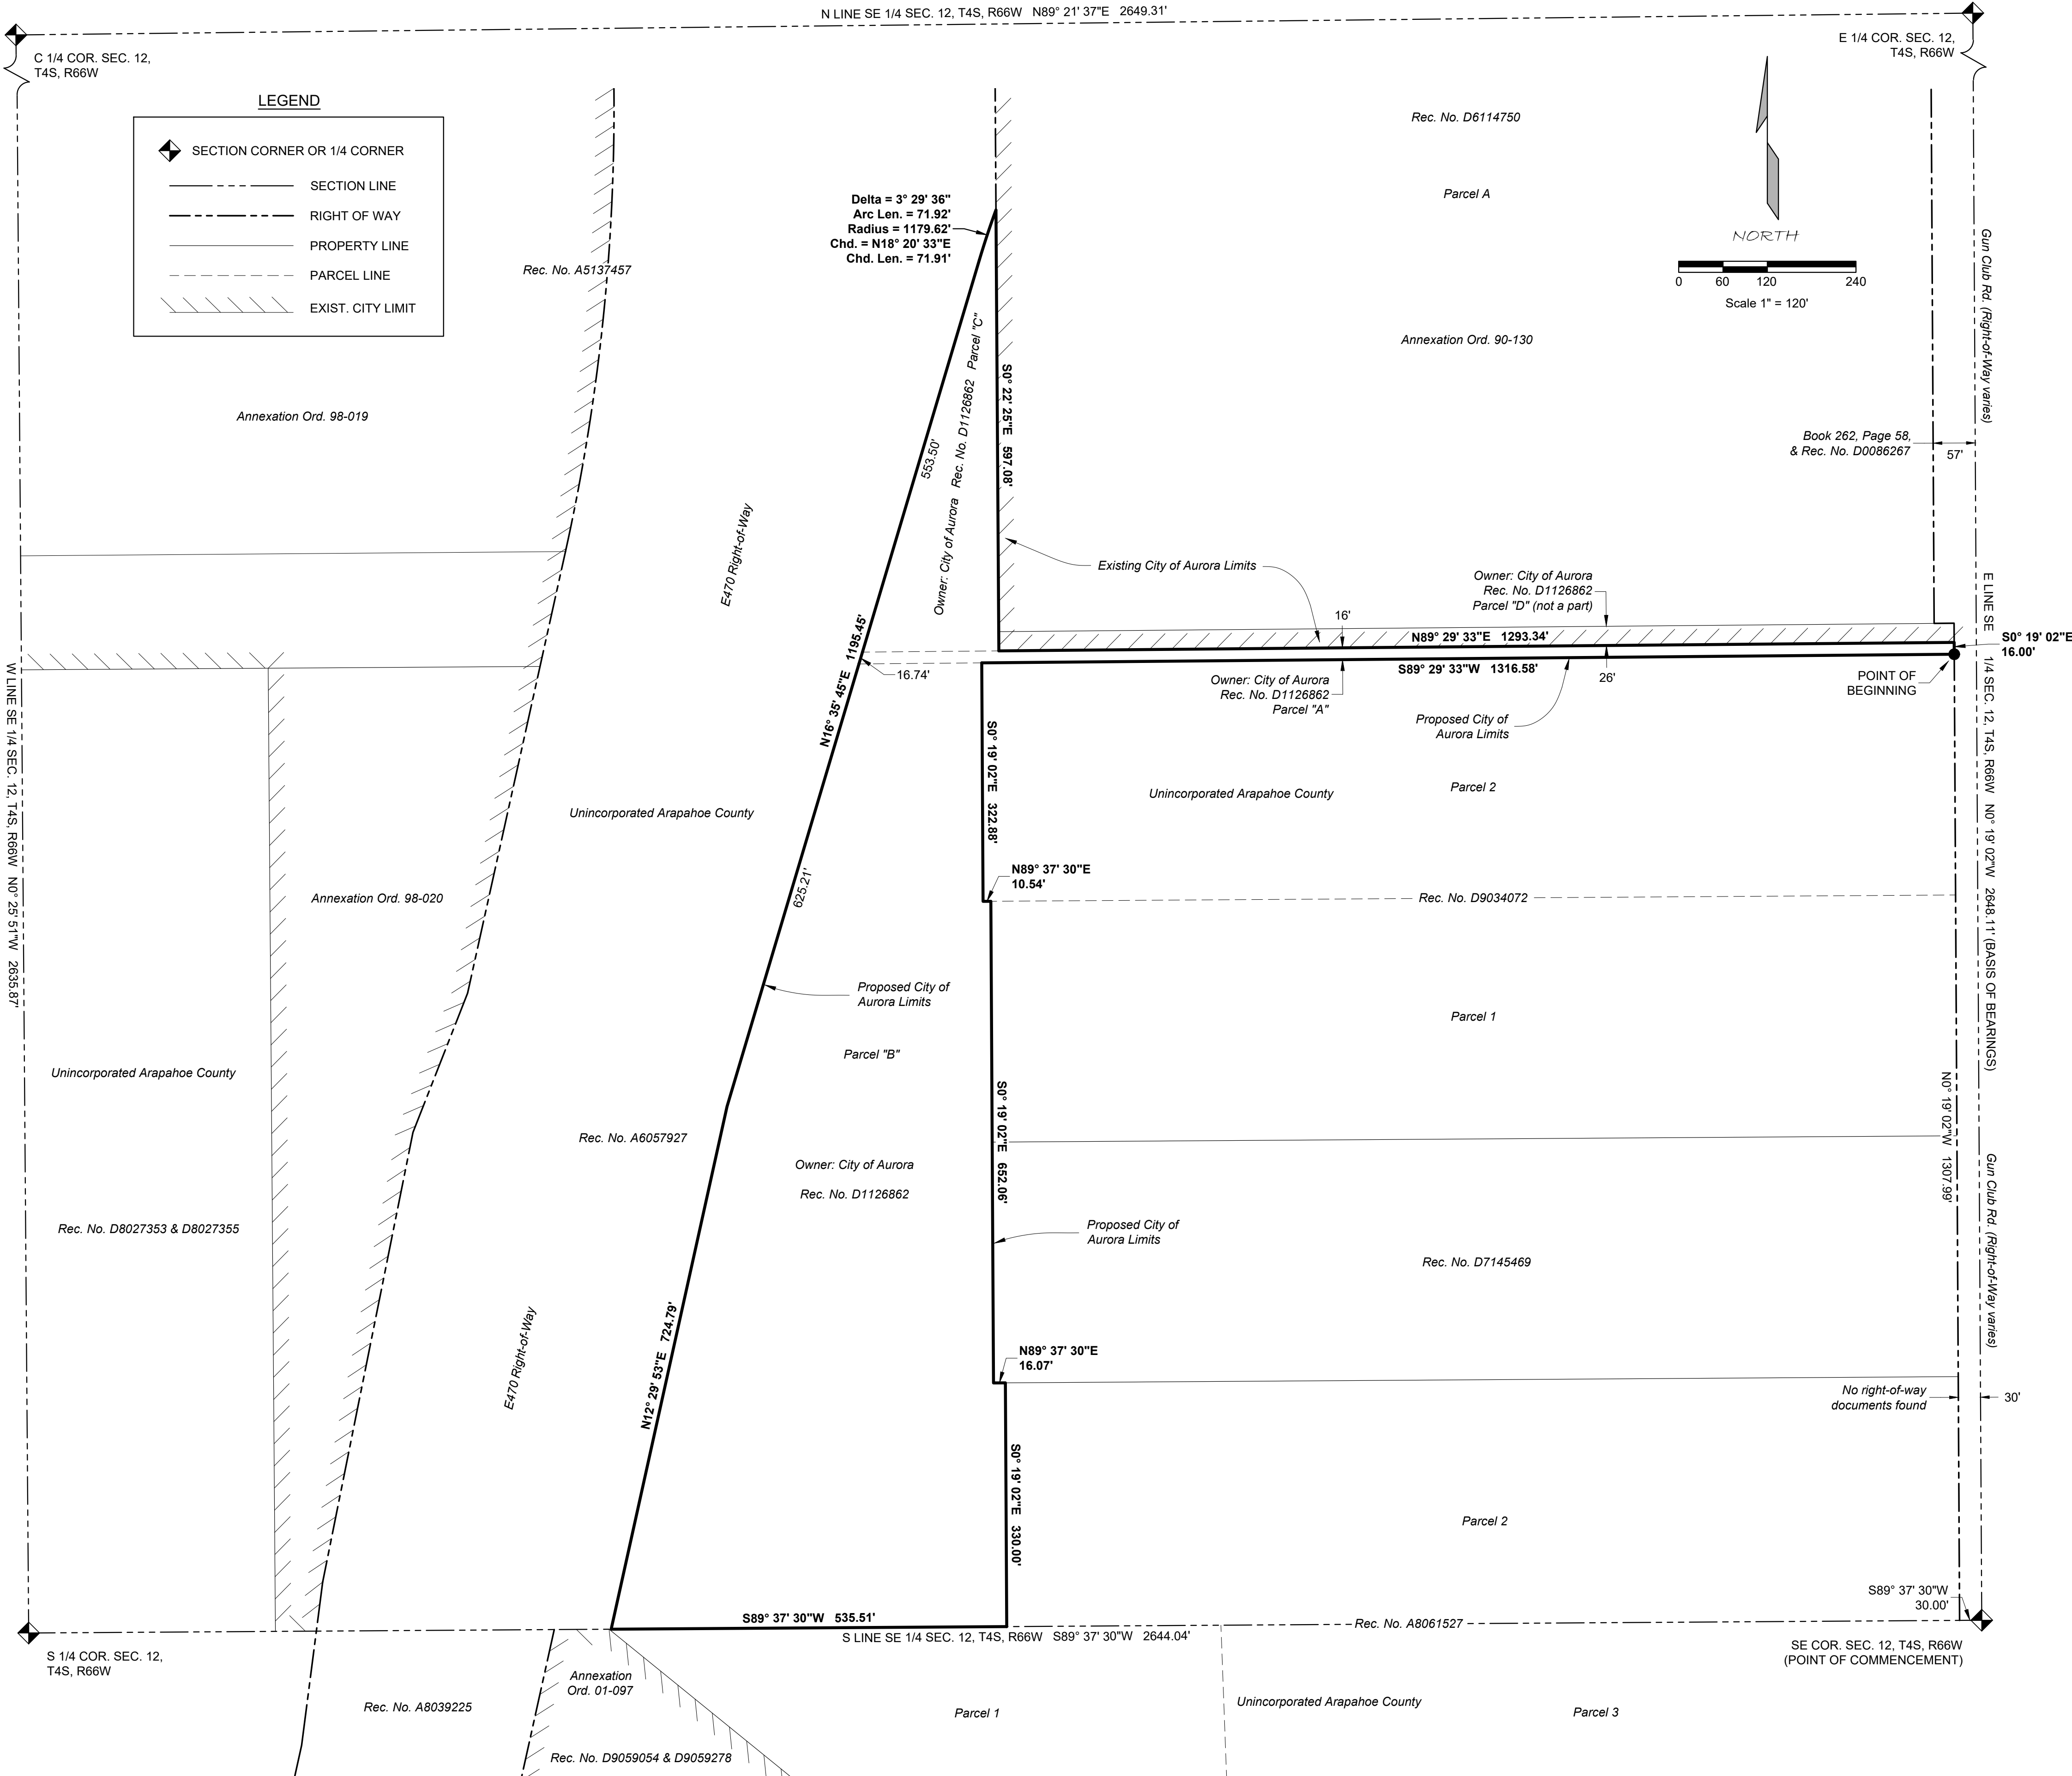 N LINE SE 1/4 SEC. 12, T4S, R66W   N89° 21' 37"E   2649.31'
C 1/4 COR. SEC. 12,
T4S, R66W
E 1/4 COR. SEC. 12,
T4S, R66W
LEGEND
SECTION CORNER OR 1/4 CORNER
SECTION LINE
RIGHT OF WAY
PROPERTY LINE
PARCEL LINE
EXIST. CITY LIMIT
Rec. No. D6114750
Parcel A
NORTH
0 60 120 240
Scale 1" = 120'
Delta = 3° 29' 36"
Arc Len. = 71.92'
Radius = 1179.62'
Chd. = N18° 20' 33"E
Chd. Len. = 71.91'
Rec. No. A5137457
Annexation Ord. 98-019
Annexation Ord. 90-130
Gun Club Rd. (Right-of-Way varies)
Book 262, Page 58,
& Rec. No. D0086267
57'
S0° 22' 25"E   597.08'
553.50'
Owner: City of Aurora   Rec. No. D1126862   Parcel "C"
E470 Right-of-Way
Existing City of Aurora Limits
Owner: City of Aurora
Rec. No. D1126862
Parcel "D" (not a part)
16'
N89° 29' 33"E   1293.34'
S0° 19' 02"E
16.00'
S89° 29' 33"W   1316.58'
26'
16.74'
Owner: City of Aurora
Rec. No. D1126862
Parcel "A"
POINT OF
BEGINNING
Proposed City of
Aurora Limits
N16° 35' 45"E   1195.45'
W LINE SE 1/4 SEC. 12, T4S, R66W   N0° 25' 51"W   2635.87'
E LINE SE 1/4 SEC. 12, T4S, R66W   N0° 19' 02"W   2648.11' (BASIS OF BEARINGS)
S0° 19' 02"E   322.88'
Unincorporated Arapahoe County
Parcel 2
Unincorporated Arapahoe County
625.21'
N89° 37' 30"E
10.54'
Annexation Ord. 98-020
Rec. No. D9034072
Proposed City of
Aurora Limits
Parcel 1
Parcel "B"
Unincorporated Arapahoe County
Rec. No. A6057927
S0° 19' 02"E   652.06'
N0° 19' 02"W   1307.99'
Owner: City of Aurora
Rec. No. D1126862
Rec. No. D8027353 & D8027355
Proposed City of
Aurora Limits
Gun Club Rd. (Right-of-Way varies)
Rec. No. D7145469
E470 Right-of-Way
N12° 29' 53"E   724.79'
N89° 37' 30"E
16.07'
No right-of-way
documents found
30'
S0° 19' 02"E   330.00'
Parcel 2
S89° 37' 30"W
30.00'
S89° 37' 30"W   535.51'
S LINE SE 1/4 SEC. 12, T4S, R66W   S89° 37' 30"W   2644.04'
Rec. No. A8061527
S 1/4 COR. SEC. 12,
T4S, R66W
SE COR. SEC. 12, T4S, R66W
(POINT OF COMMENCEMENT)
Annexation
Ord. 01-097
Rec. No. A8039225
Parcel 1
Unincorporated Arapahoe County
Parcel 3
Rec. No. D9059054 & D9059278